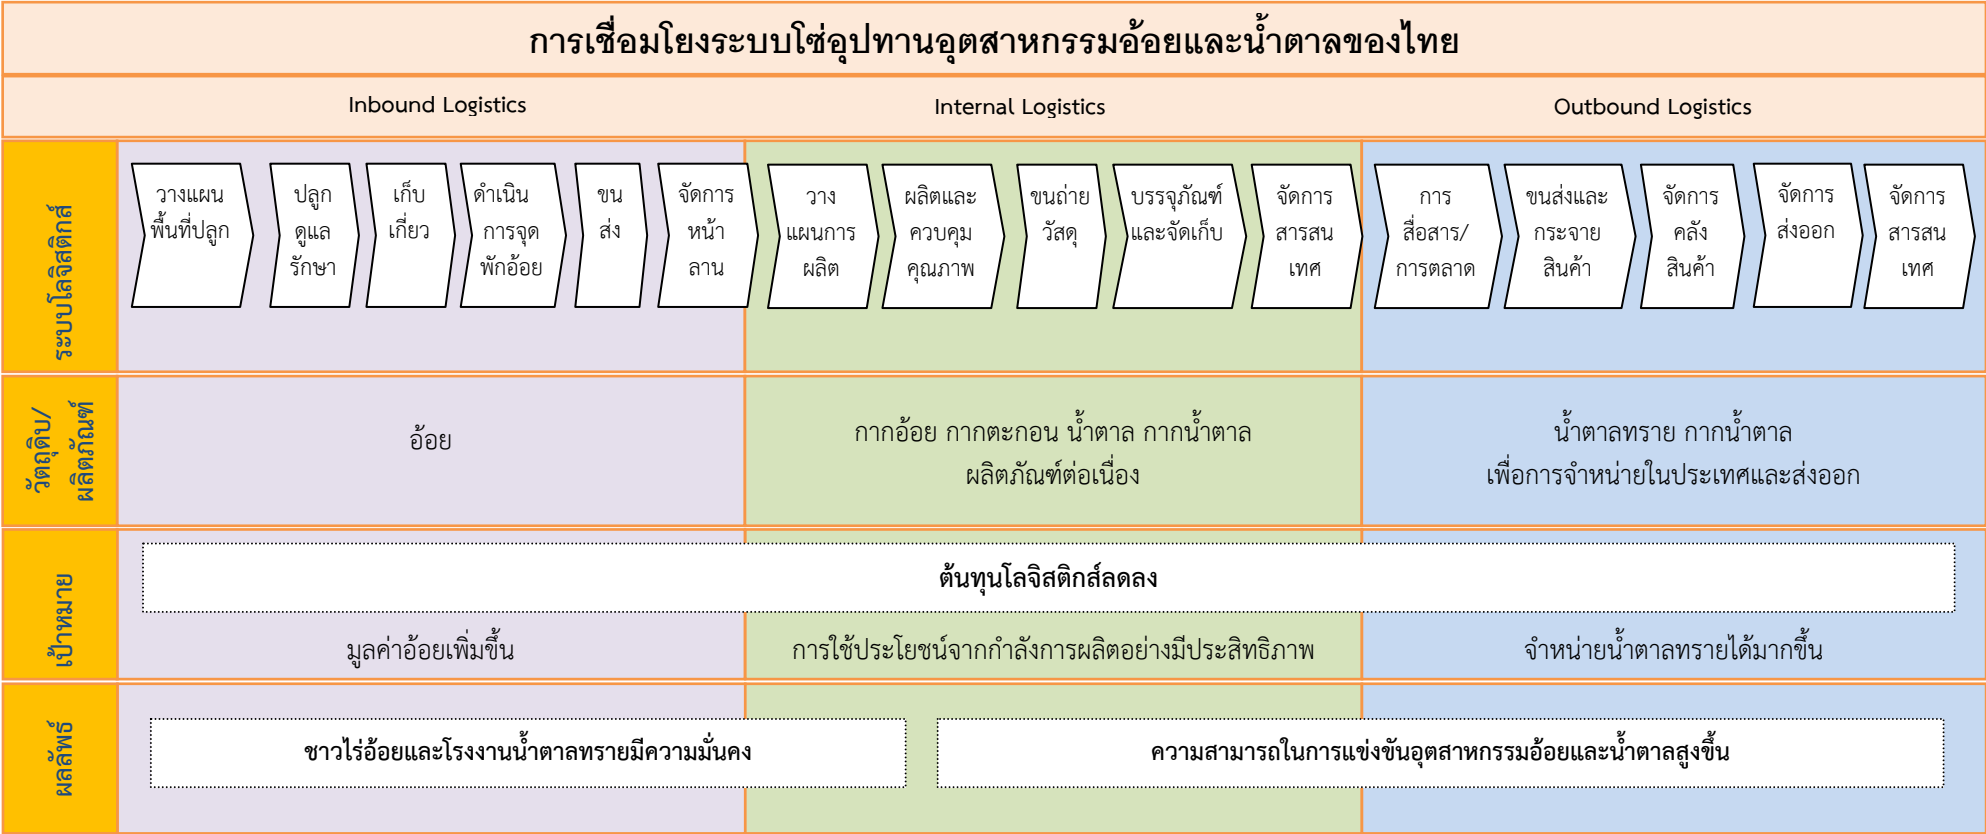 การเชื่อมโยงระบบโซ่อุปทานอุตสาหกรรมอ้อยและน้ำตาลของไทย
Inbound Logistics
Internal Logistics
Outbound Logistics
ระบบโลจิสติกส์
วางแผน
พื้นที่ปลูก
ปลูก
ดูแล
รักษา
เก็บ
เกี่ยว
ดำเนิน
การจุด
พักอ้อย
ขน
ส่ง
จัดการ
หน้า
ลาน
วาง
แผนการ
ผลิต
ผลิตและ
ควบคุม
คุณภาพ
ขนถ่าย
วัสดุ
บรรจุภัณฑ์
และจัดเก็บ
จัดการ
สารสน
เทศ
การ
สื่อสาร/
การตลาด
ขนส่งและ
กระจาย
สินค้า
จัดการ
คลัง
สินค้า
จัดการ
ส่งออก
จัดการ
สารสน
เทศ
วัตถุดิบ/
ผลิตภัณฑ์
อ้อย
กากอ้อย กากตะกอน น้ำตาล กากน้ำตาล
ผลิตภัณฑ์ต่อเนื่อง
น้ำตาลทราย กากน้ำตาล
เพื่อการจำหน่ายในประเทศและส่งออก
เป้าหมาย
ต้นทุนโลจิสติกส์ลดลง
มูลค่าอ้อยเพิ่มขึ้น
การใช้ประโยชน์จากกำลังการผลิตอย่างมีประสิทธิภาพ
จำหน่ายน้ำตาลทรายได้มากขึ้น
ผลลัพธ์
ชาวไร่อ้อยและโรงงานน้ำตาลทรายมีความมั่นคง
ความสามารถในการแข่งขันอุตสาหกรรมอ้อยและน้ำตาลสูงขึ้น